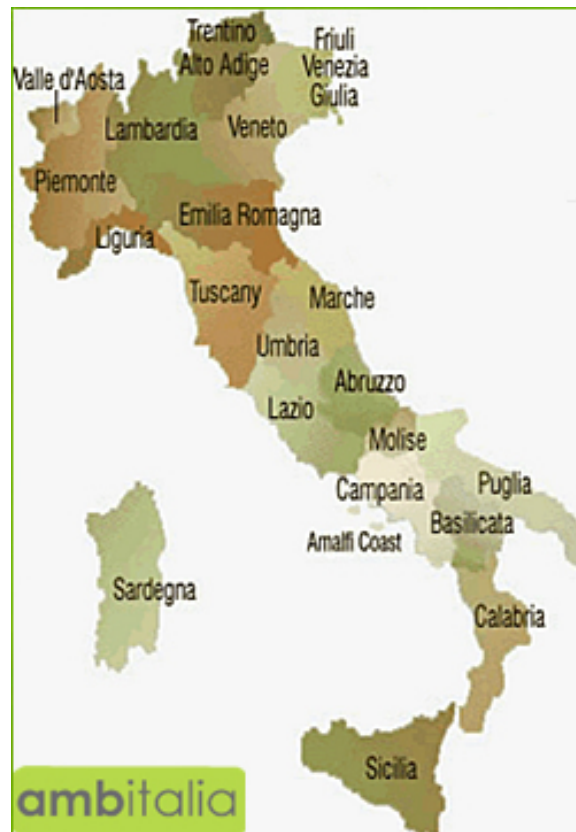 Trentino
Alto Adige
Friuli
Venezia
Giulia
Valle d'Aosta
Lambardia
Veneto
Piemonte
Emilia Romagna
Liguria
Tuscany
Marche
Umbria
Abruzzo
Lazio
Molise
Campania
Puglia
Basilicata
Amalfi Coast
Sardegna
Calabria
Sicilia
ambitalia